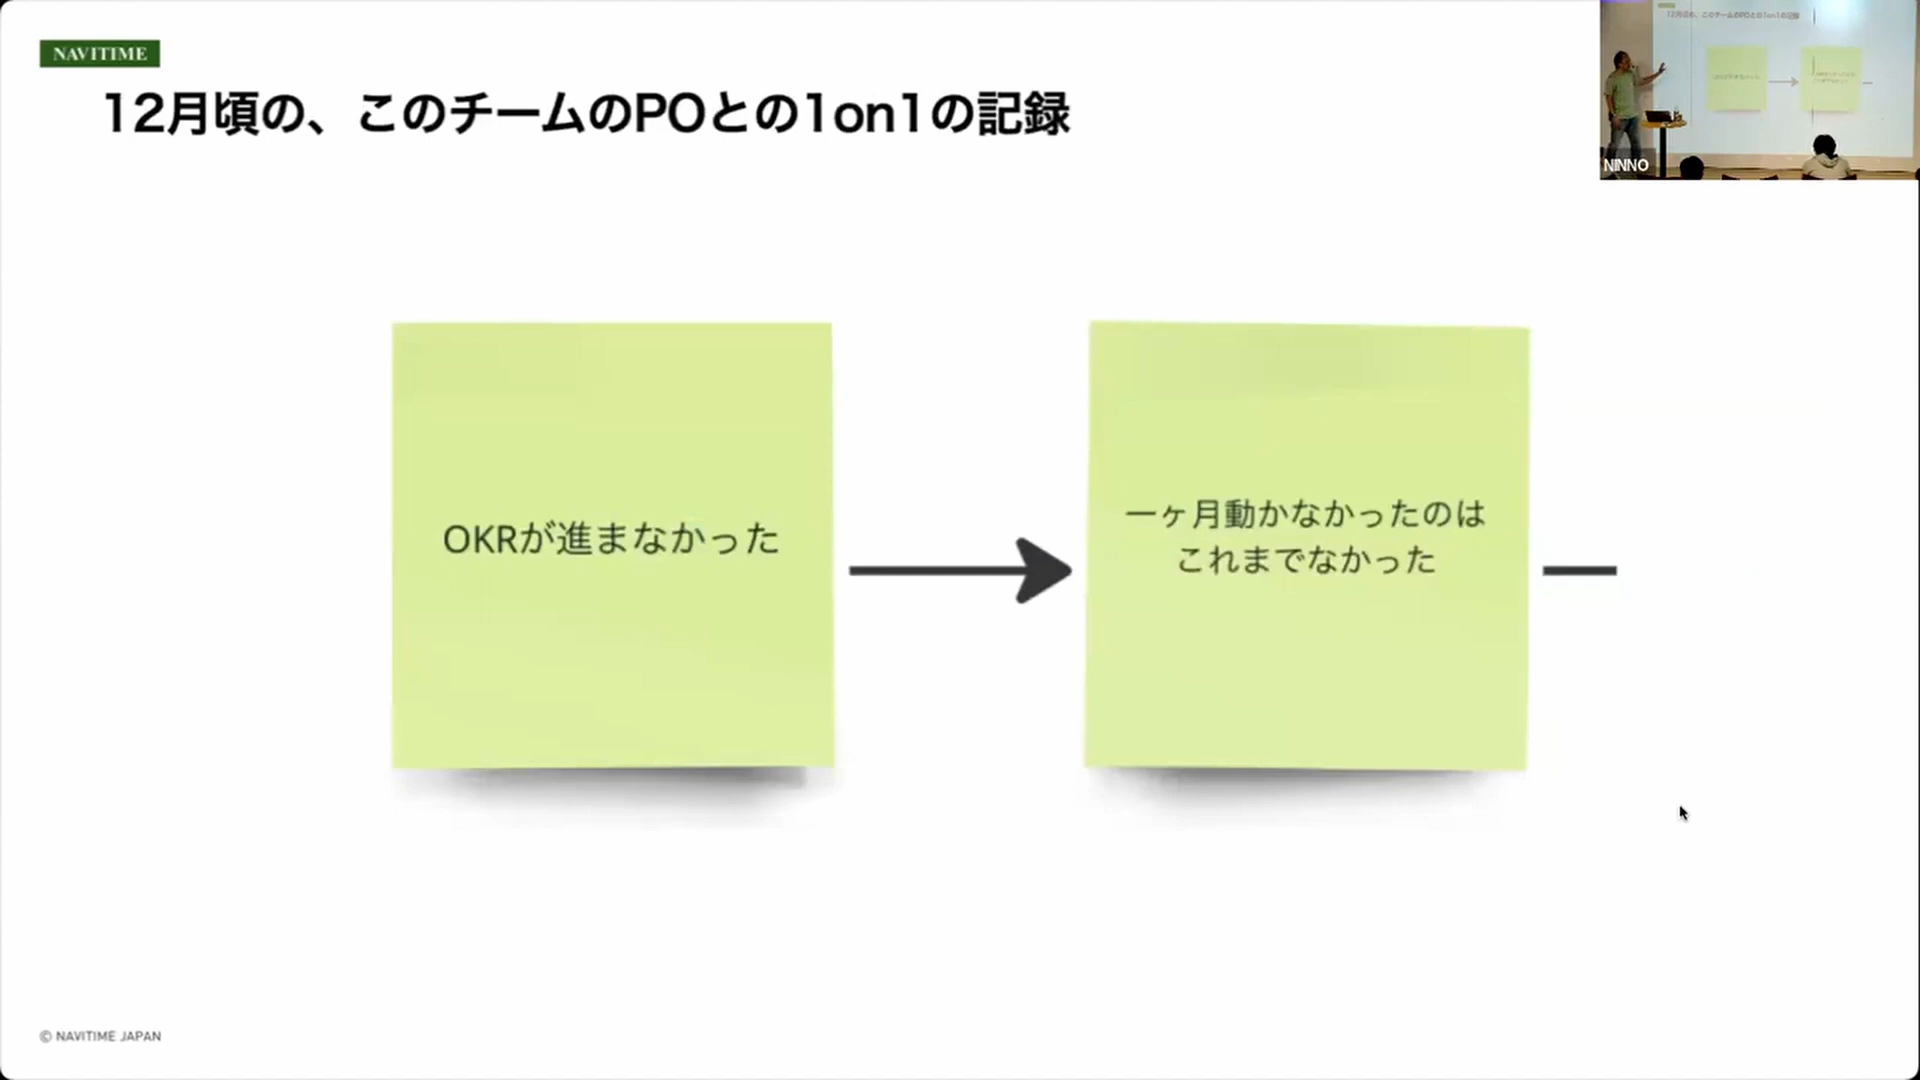 NAVITIME
12月頃の、このチームのPOとの1on1の記録
OKRが進まなかった
一ヶ月動かなかったのは
これまでなかった
NINNO
© NAVITIME JAPAN